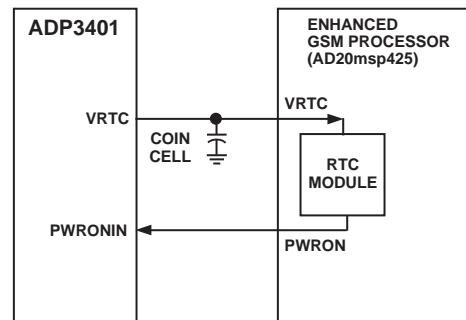 ADP3401
ENHANCED
GSM PROCESSOR
(AD20msp425)
VRTC
VRTC
COIN
CELL
RTC
MODULE
PWRONIN
PWRON